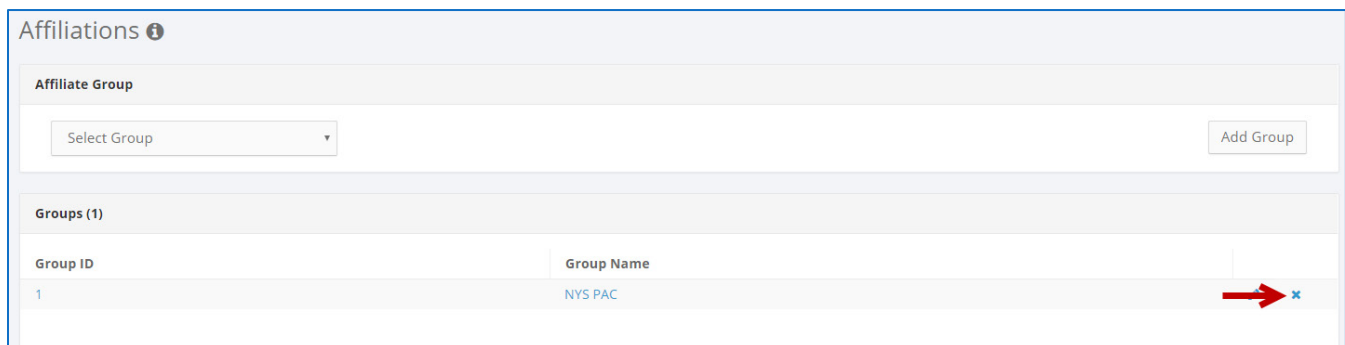 Affiliations
Affiliate Group
Select Group
Add Group
Groups (1)
Group ID Group Name
1 NYS PAC